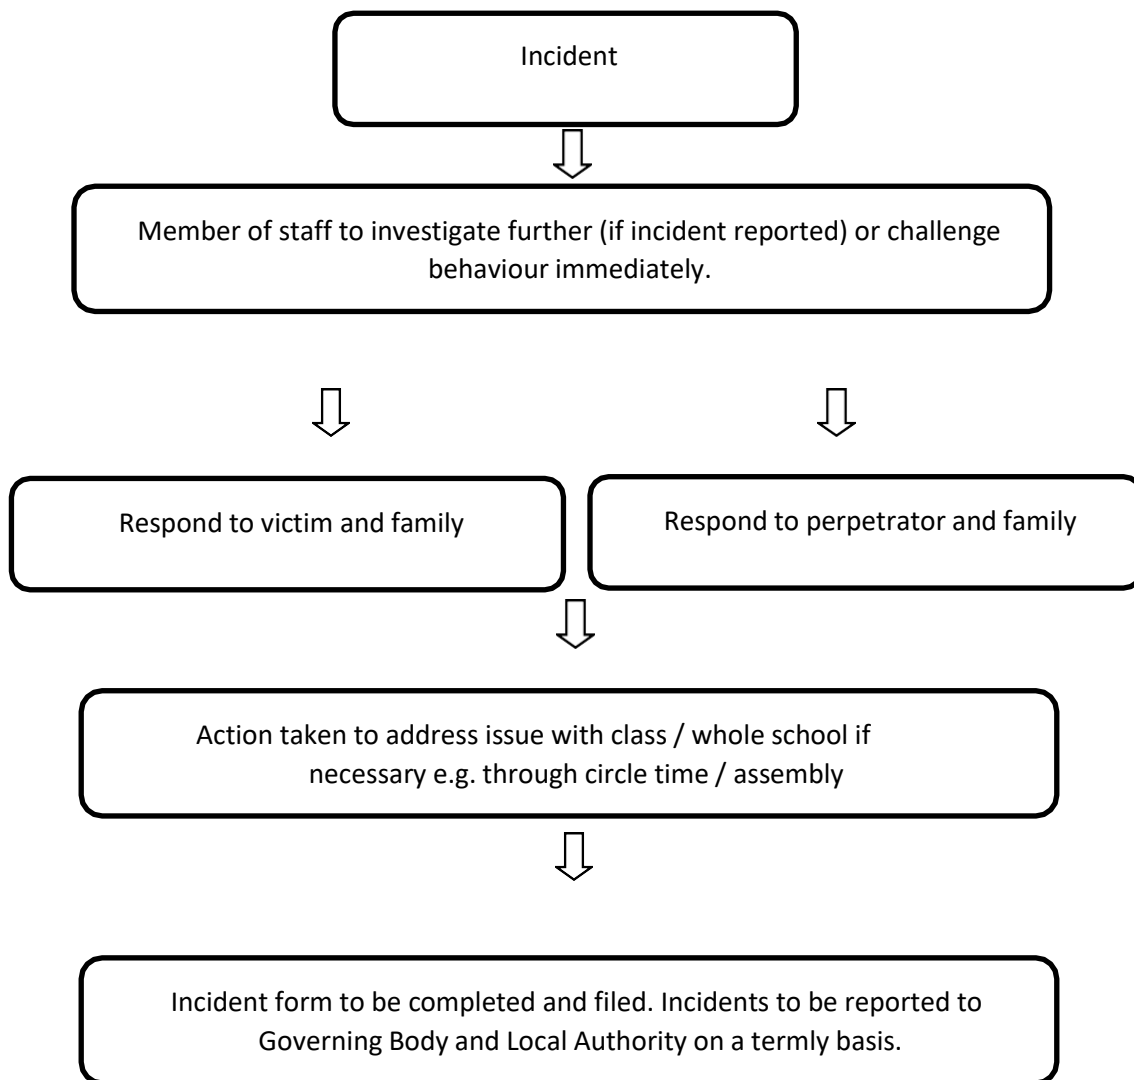 Incident
Member of staff to investigate further (if incident reported) or challenge
behaviour immediately.
Respond to victim and family
Respond to perpetrator and family
Action taken to address issue with class / whole school if
necessary e.g. through circle time / assembly
Incident form to be completed and filed. Incidents to be reported to
Governing Body and Local Authority on a termly basis.